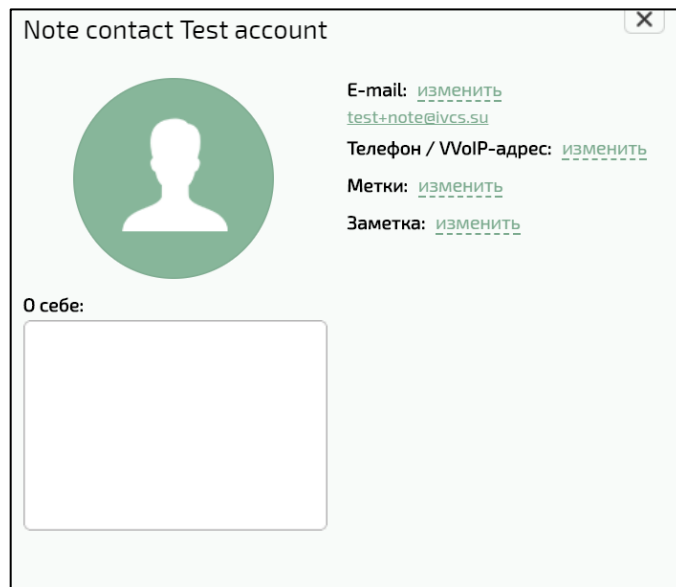 Note contact Test account
E-mail: изменить
test+note@ivcs.su
Телефон / VVoIP-адрес: изменить
Метки: изменить
Заметка: изменить
О себе: